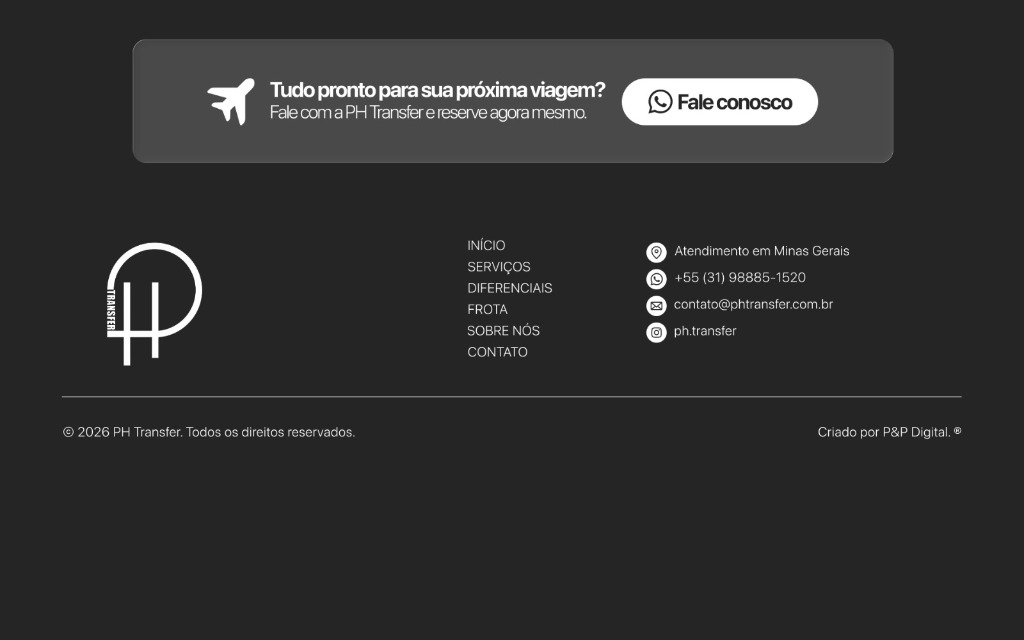 Tudo pronto para sua próxima viagem?
Fale com a PH Transfer e reserve agora mesmo.
Fale conosco
PH
TRANSFER
INÍCIO
SERVIÇOS
DIFERENCIAIS
FROTA
SOBRE NÓS
CONTATO
Atendimento em Minas Gerais
+55 (31) 98885-1520
contato@phtransfer.com.br
ph.transfer
© 2026 PH Transfer. Todos os direitos reservados.
Criado por P&P Digital. ®